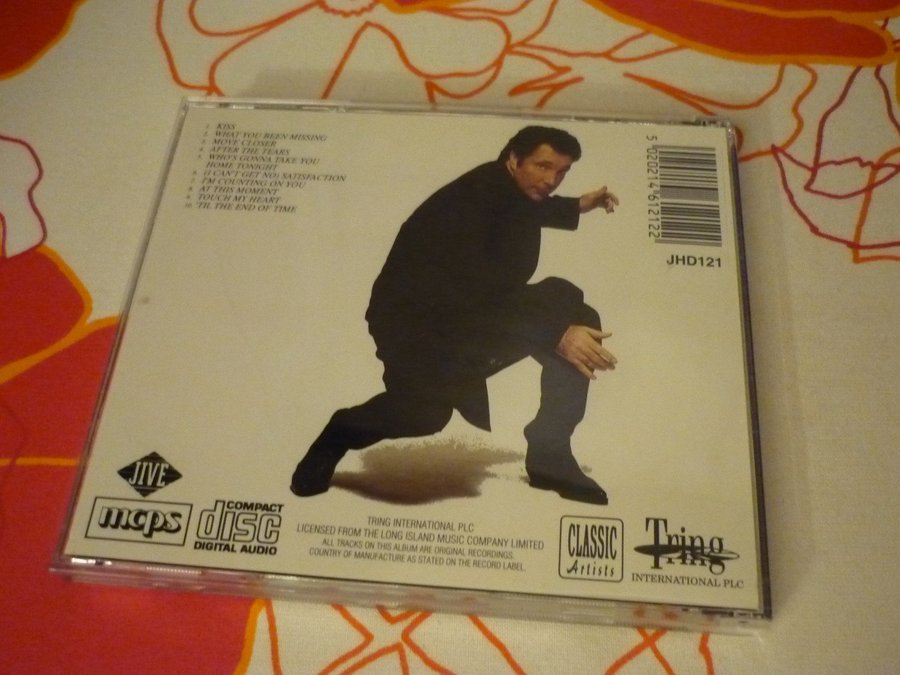 1. KISS
2. WHAT YOU BEEN MISSING
3. MOVE CLOSER
4. AFTER THE TEARS
5. WHO'S GONNA TAKE YOU
HOME TONIGHT
6. (I CAN'T GET NO) SATISFACTION
7. I'M COUNTING ON YOU
8. AT THIS MOMENT
9. TOUCH MY HEART
10. 'TIL THE END OF TIME
5 020214 612122
JHD121
JIVE
mcps
COMPACT
disc
DIGITAL AUDIO
TRING INTERNATIONAL PLC
LICENSED FROM THE LONG ISLAND MUSIC COMPANY LIMITED
ALL TRACKS ON THIS ALBUM ARE ORIGINAL RECORDINGS.
COUNTRY OF MANUFACTURE AS STATED ON THE RECORD LABEL.
CLASSIC
Artists
Tring
INTERNATIONAL PLC